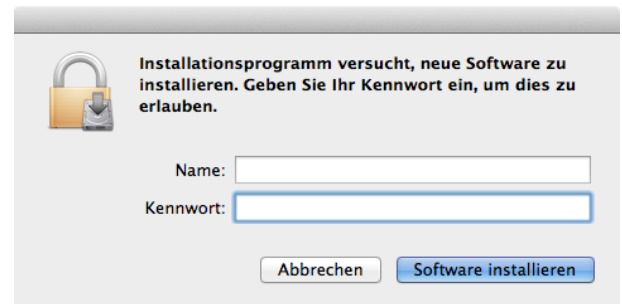 Installationsprogramm versucht, neue Software zu
installieren. Geben Sie Ihr Kennwort ein, um dies zu
erlauben.
Name:
Kennwort:
Abbrechen
Software installieren